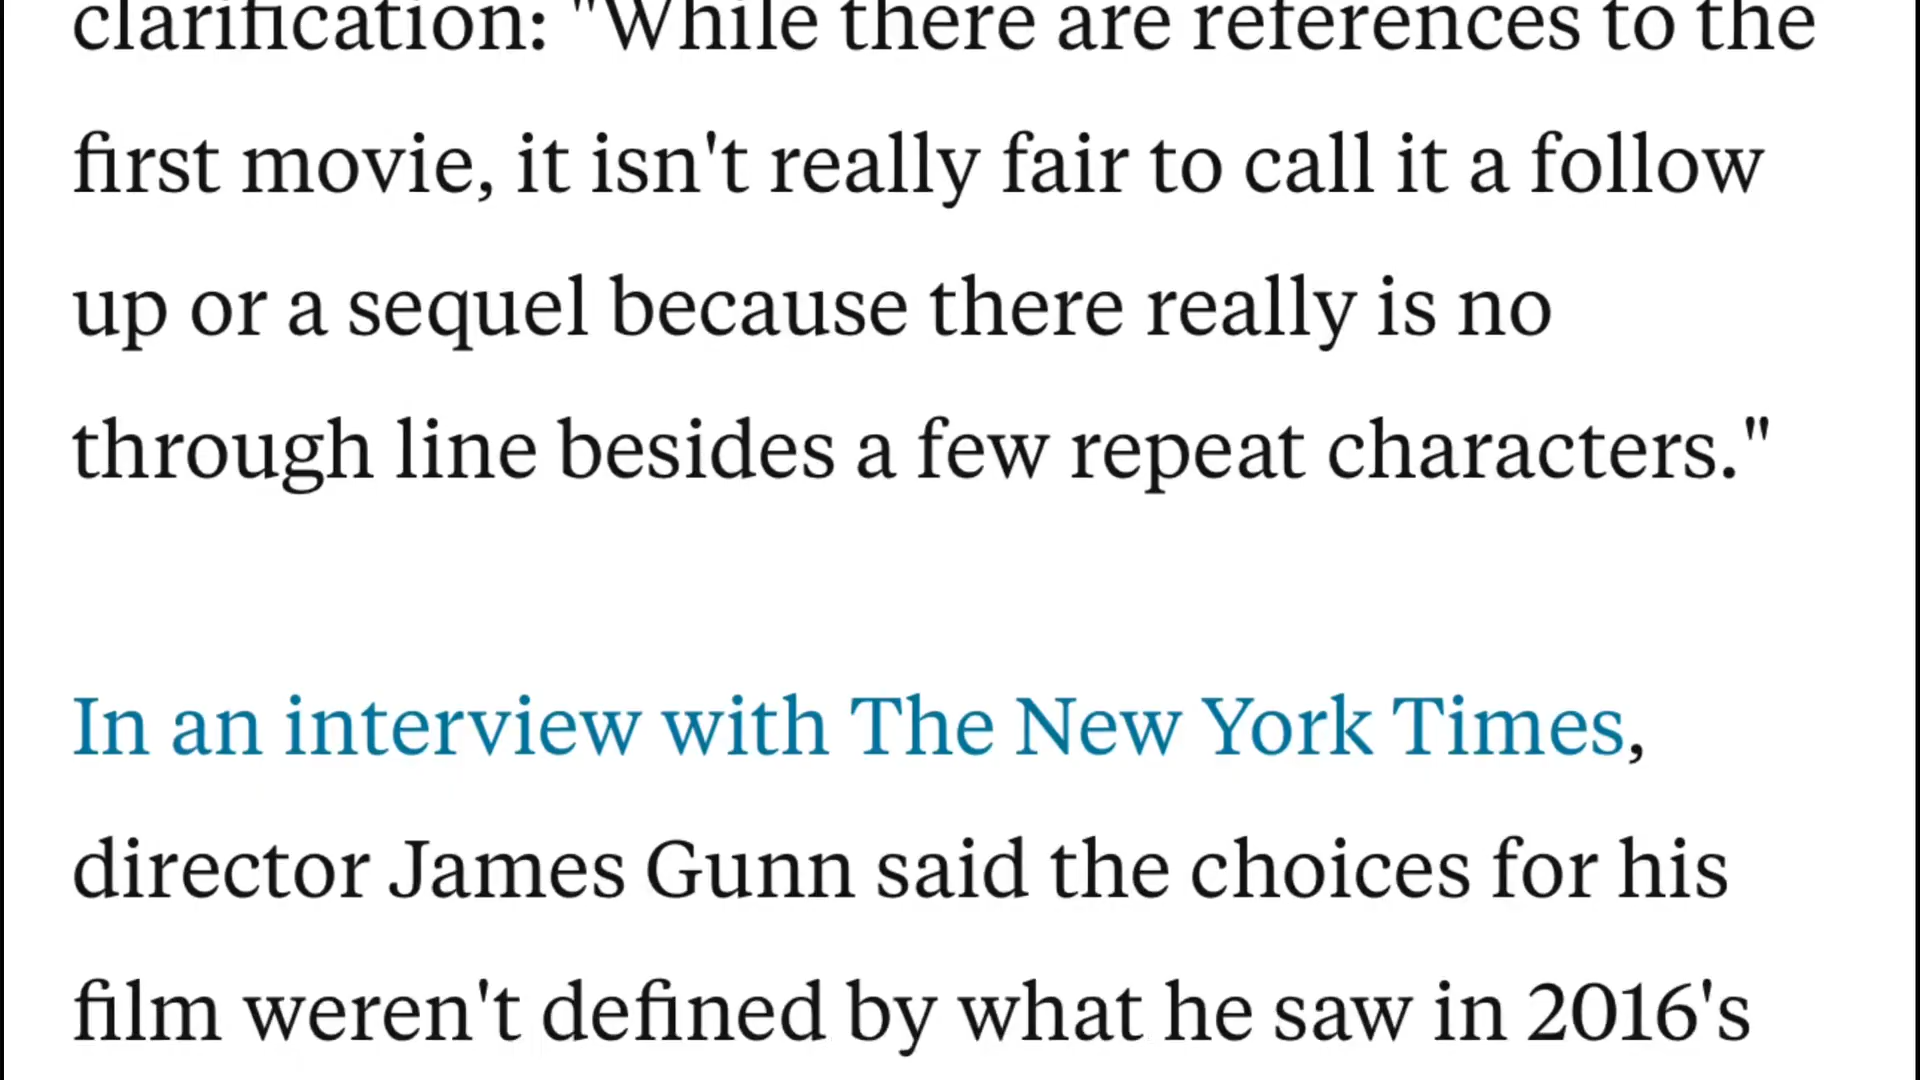 clarification: "While there are references to the
first movie, it isn't really fair to call it a follow
up or a sequel because there really is no
through line besides a few repeat characters."
In an interview with The New York Times,
director James Gunn said the choices for his
film weren't defined by what he saw in 2016's